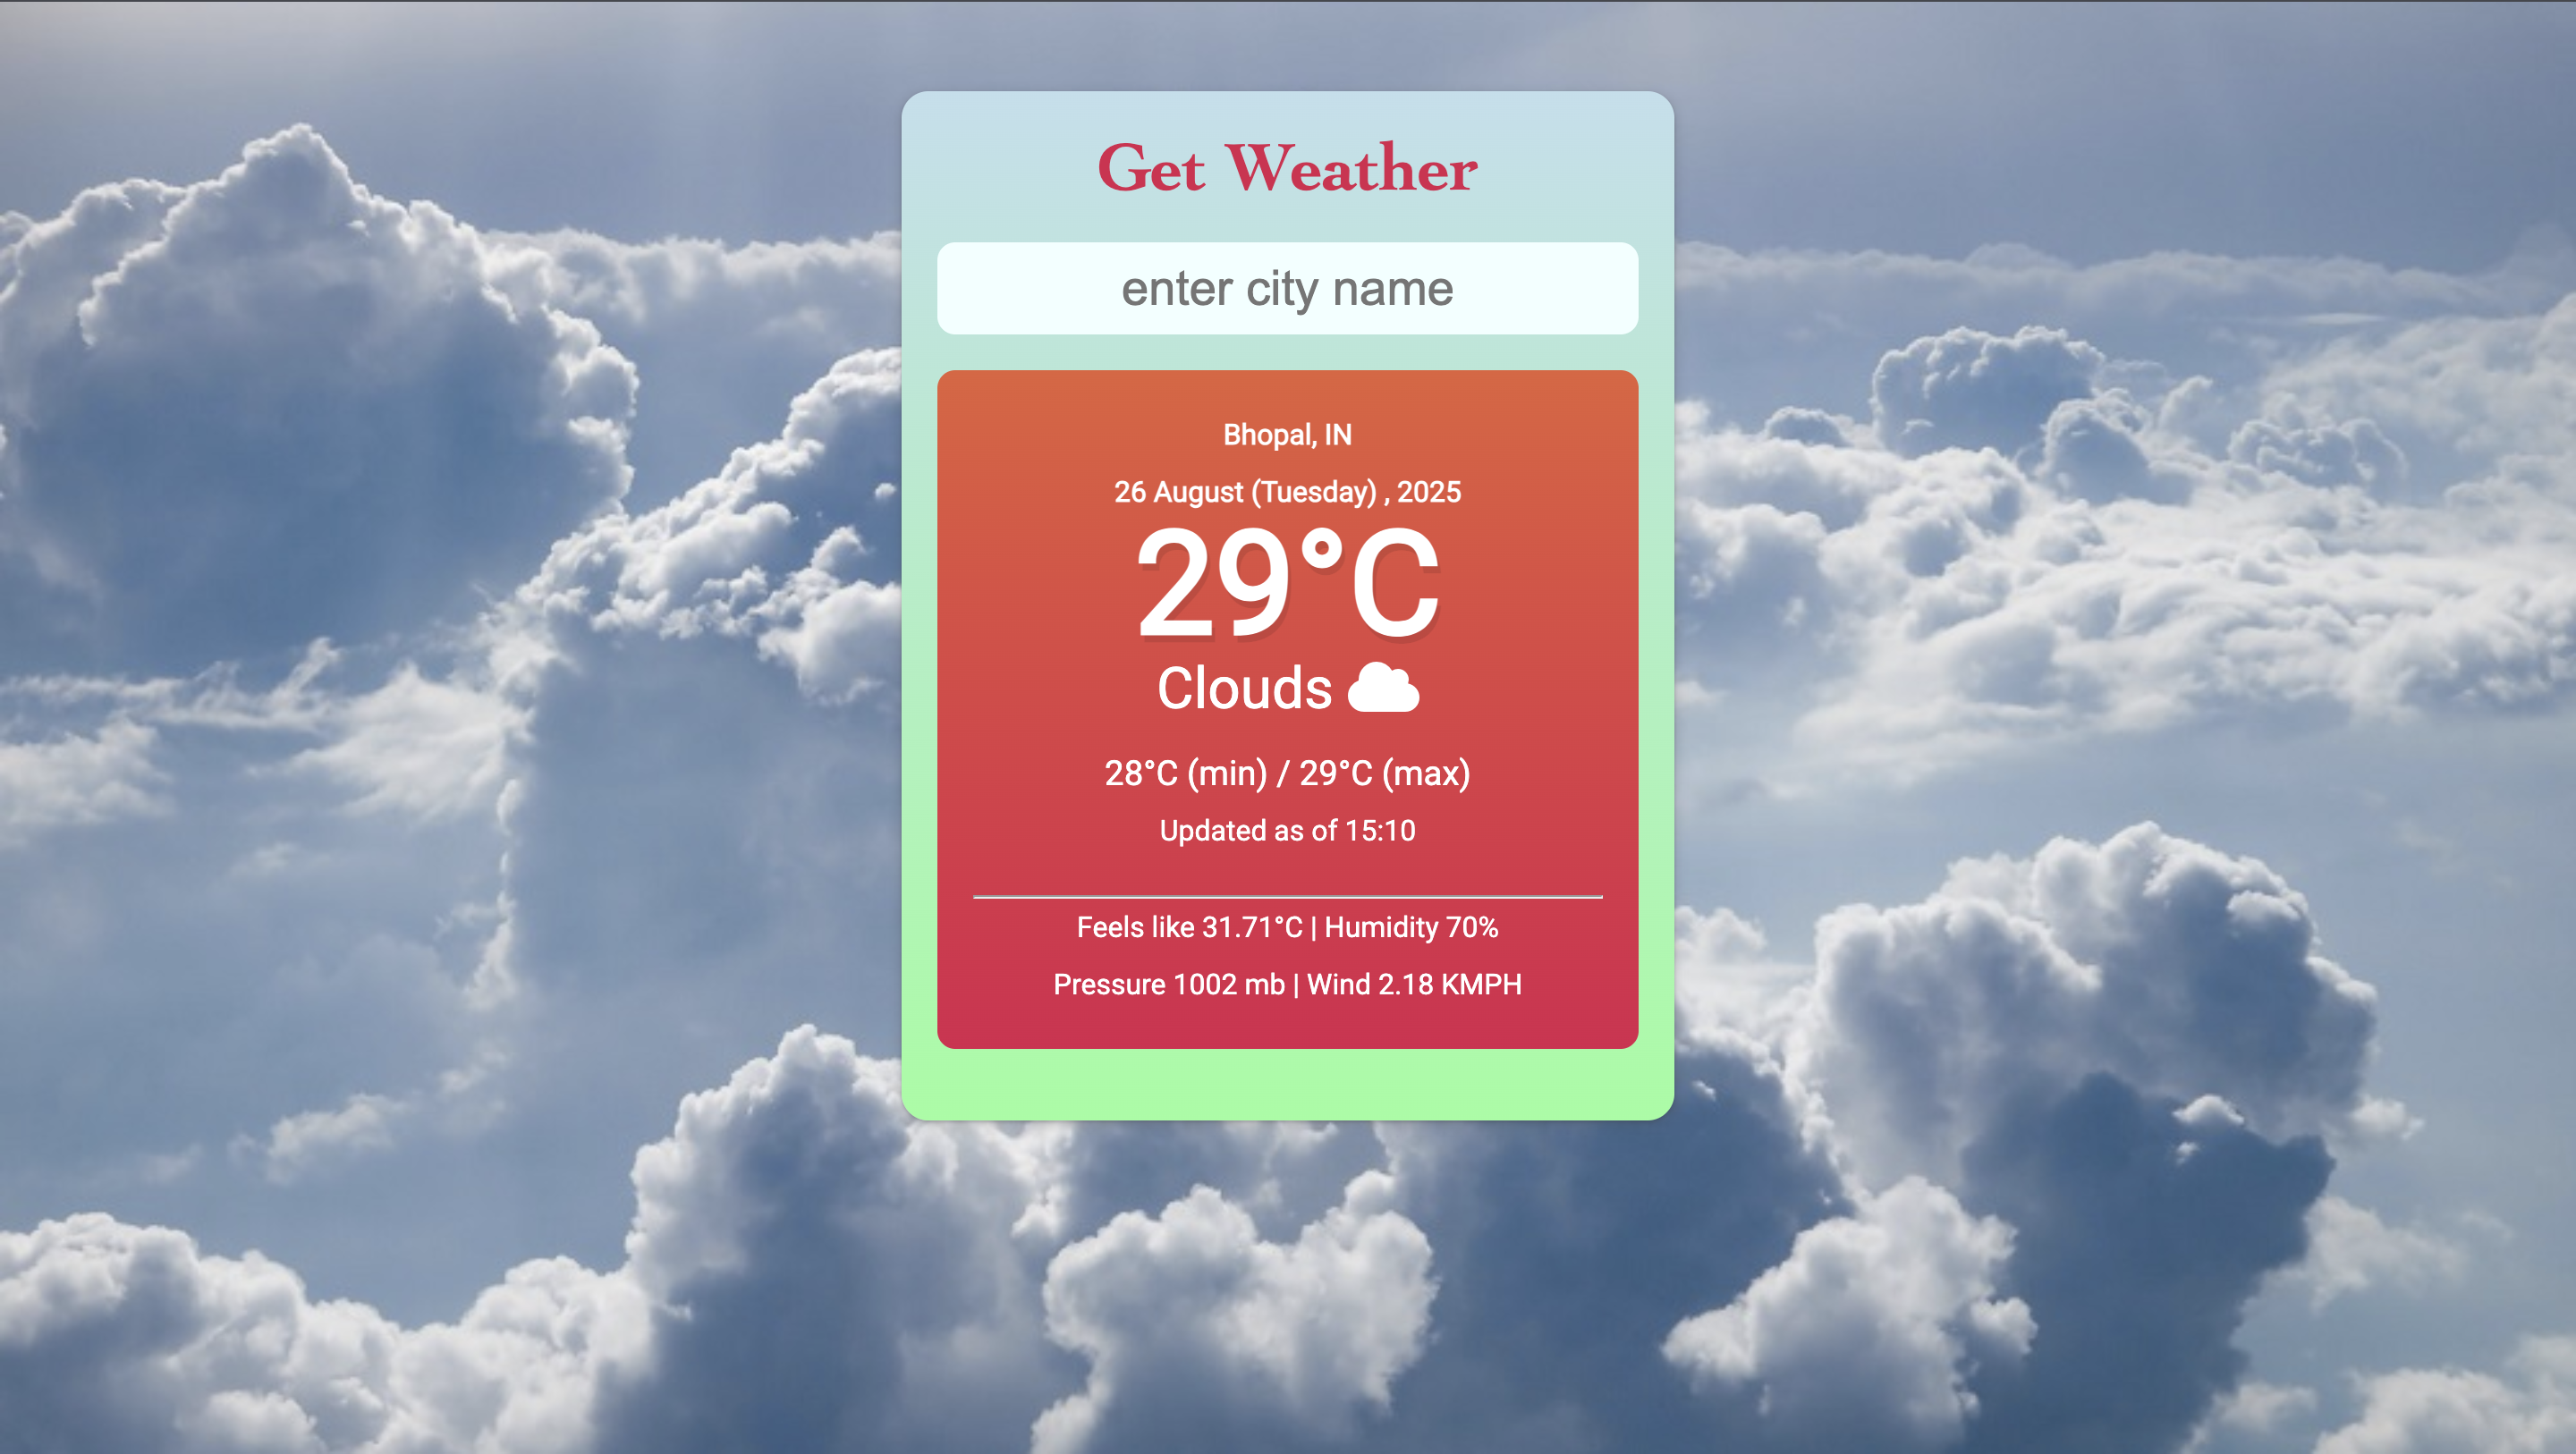 Get Weather
enter city name
Bhopal, IN
26 August (Tuesday) , 2025
29°C
Clouds
28°C (min) / 29°C (max)
Updated as of 15:10
Feels like 31.71°C | Humidity 70%
Pressure 1002 mb | Wind 2.18 KMPH